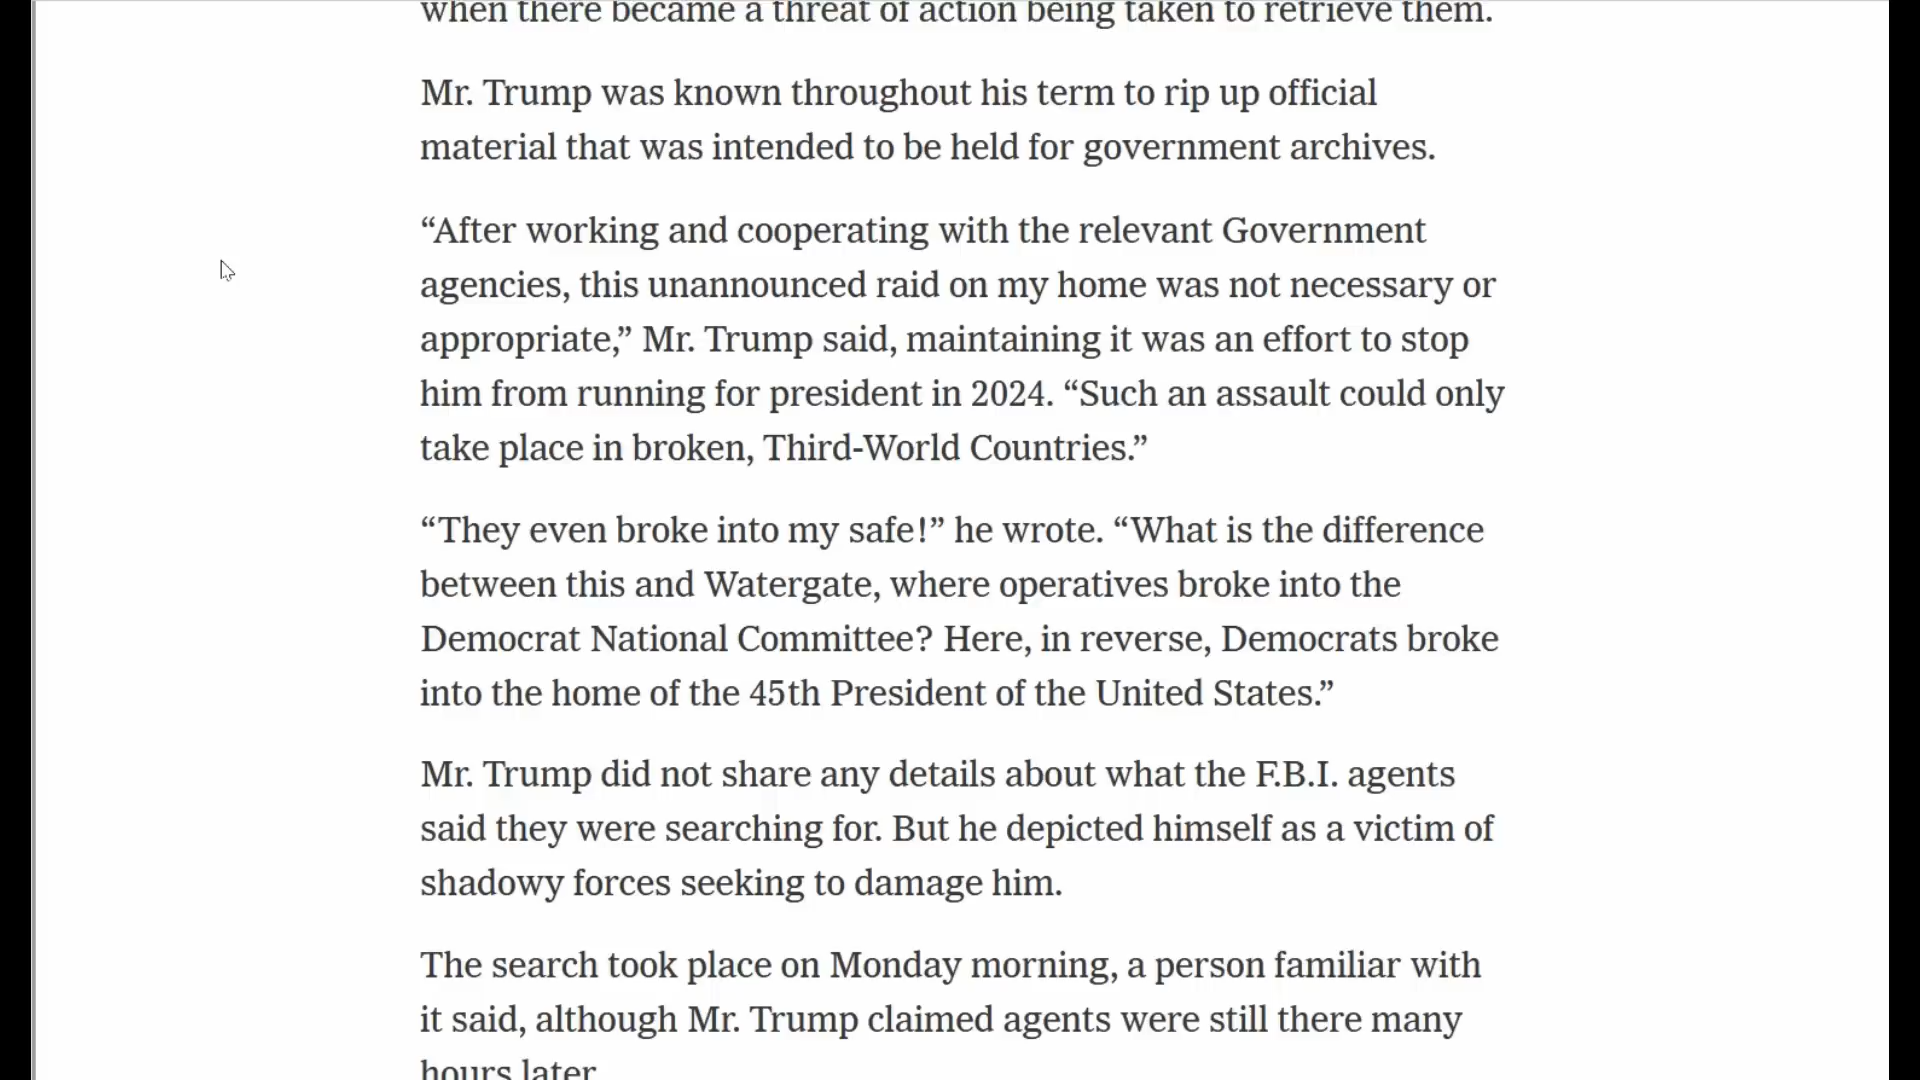 when there became a threat of action being taken to retrieve them.
Mr. Trump was known throughout his term to rip up official
material that was intended to be held for government archives.
“After working and cooperating with the relevant Government
agencies, this unannounced raid on my home was not necessary or
appropriate,” Mr. Trump said, maintaining it was an effort to stop
him from running for president in 2024. “Such an assault could only
take place in broken, Third-World Countries.”
“They even broke into my safe!” he wrote. “What is the difference
between this and Watergate, where operatives broke into the
Democrat National Committee? Here, in reverse, Democrats broke
into the home of the 45th President of the United States.”
Mr. Trump did not share any details about what the F.B.I. agents
said they were searching for. But he depicted himself as a victim of
shadowy forces seeking to damage him.
The search took place on Monday morning, a person familiar with
it said, although Mr. Trump claimed agents were still there many
hours later.